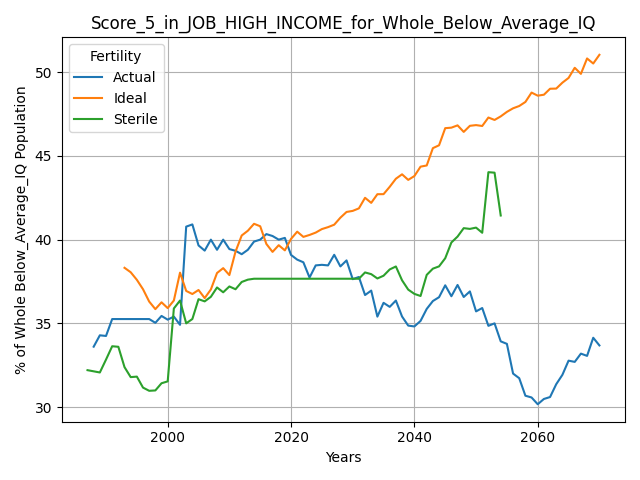 Score_5_in_JOB_HIGH_INCOME_for_Whole_Below_Average_IQ
Fertility
Actual
Ideal
Sterile
% of Whole Below_Average_IQ Population
50
45
40
35
30
2000
2020
2040
2060
Years